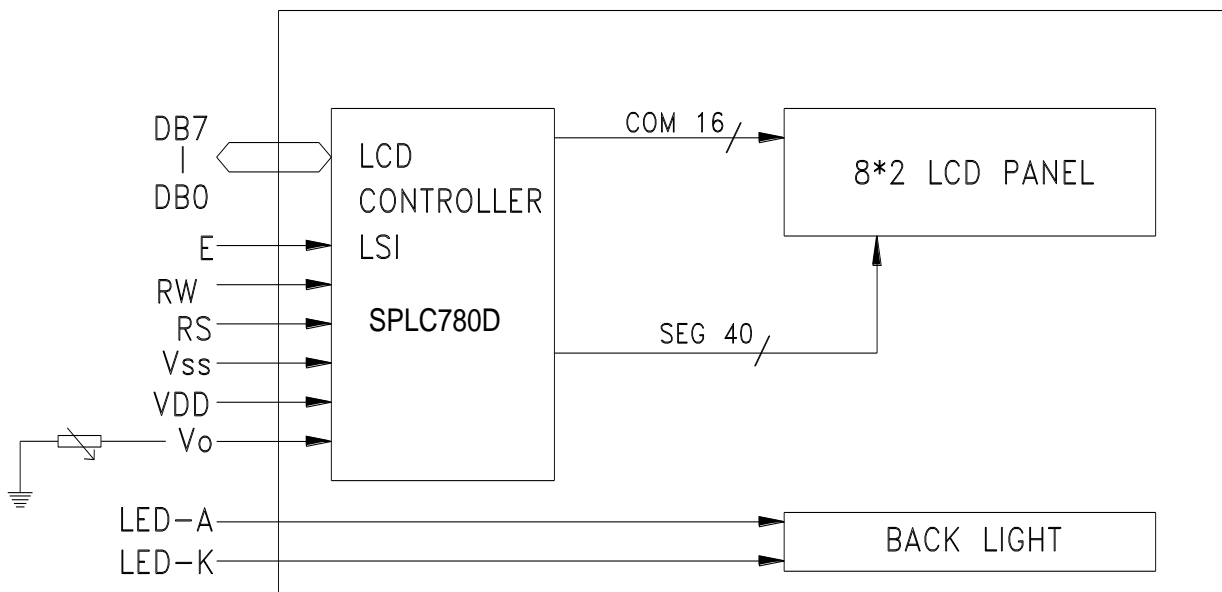 DB7
|
DB0
E
RW
RS
Vss
VDD
Vo
LED-A
LED-K
LCD
CONTROLLER
LSI
SPLC780D
COM 16
SEG 40
8*2 LCD PANEL
BACK LIGHT